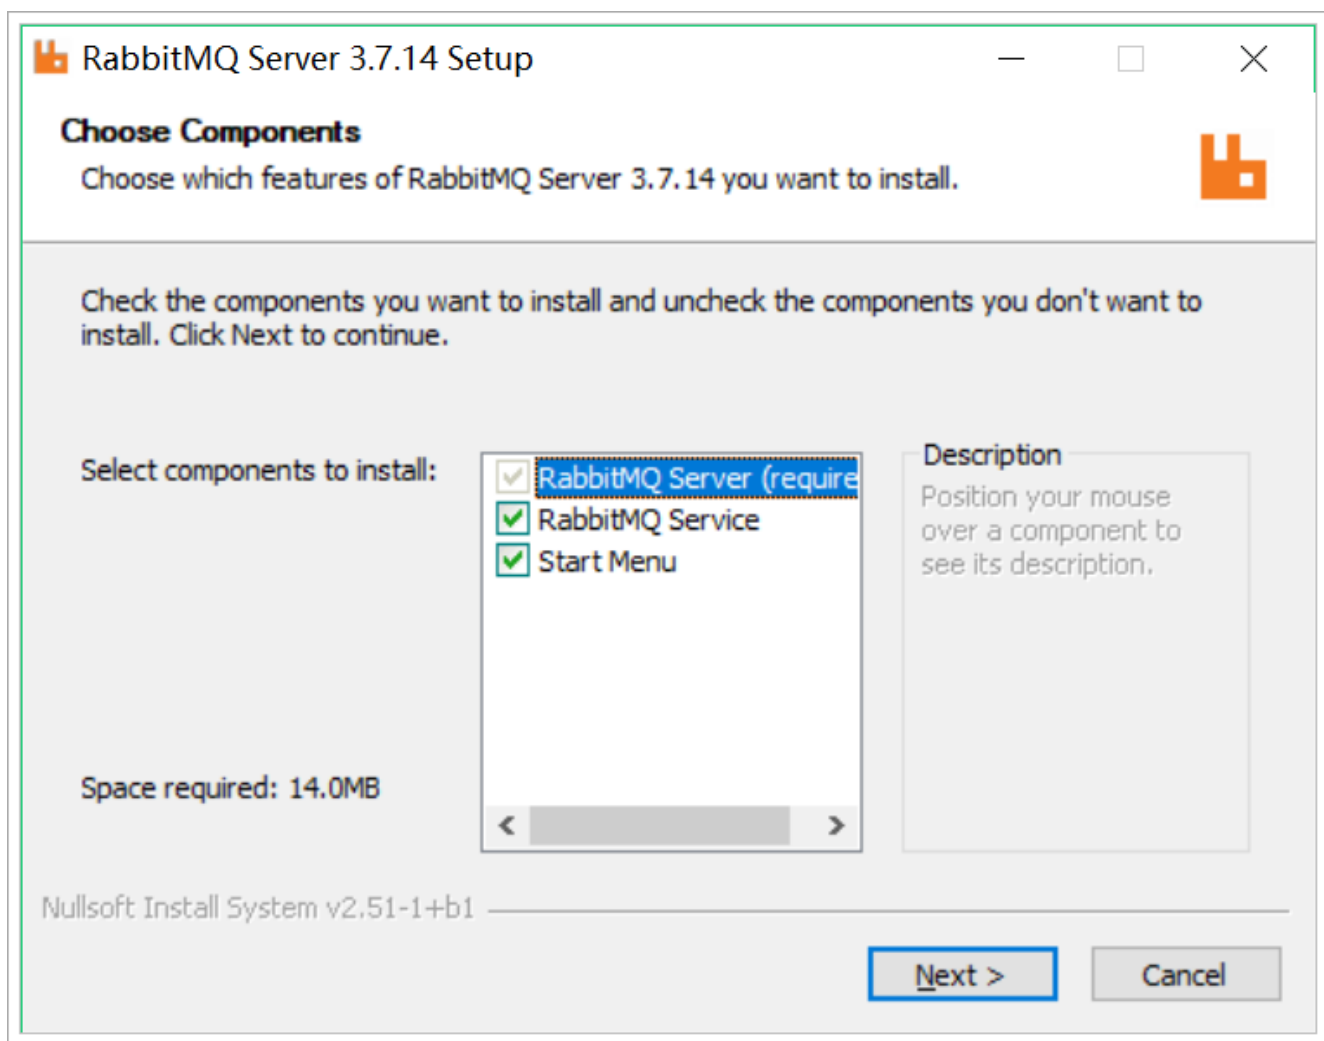 RabbitMQ Server 3.7.14 Setup
Choose Components
Choose which features of RabbitMQ Server 3.7.14 you want to install.
Check the components you want to install and uncheck the components you don't want to
install. Click Next to continue.
Select components to install:
RabbitMQ Server (require
RabbitMQ Service
Start Menu
Description
Position your mouse
over a component to
see its description.
Space required: 14.0MB
Nullsoft Install System v2.51-1+b1
Next >
Cancel